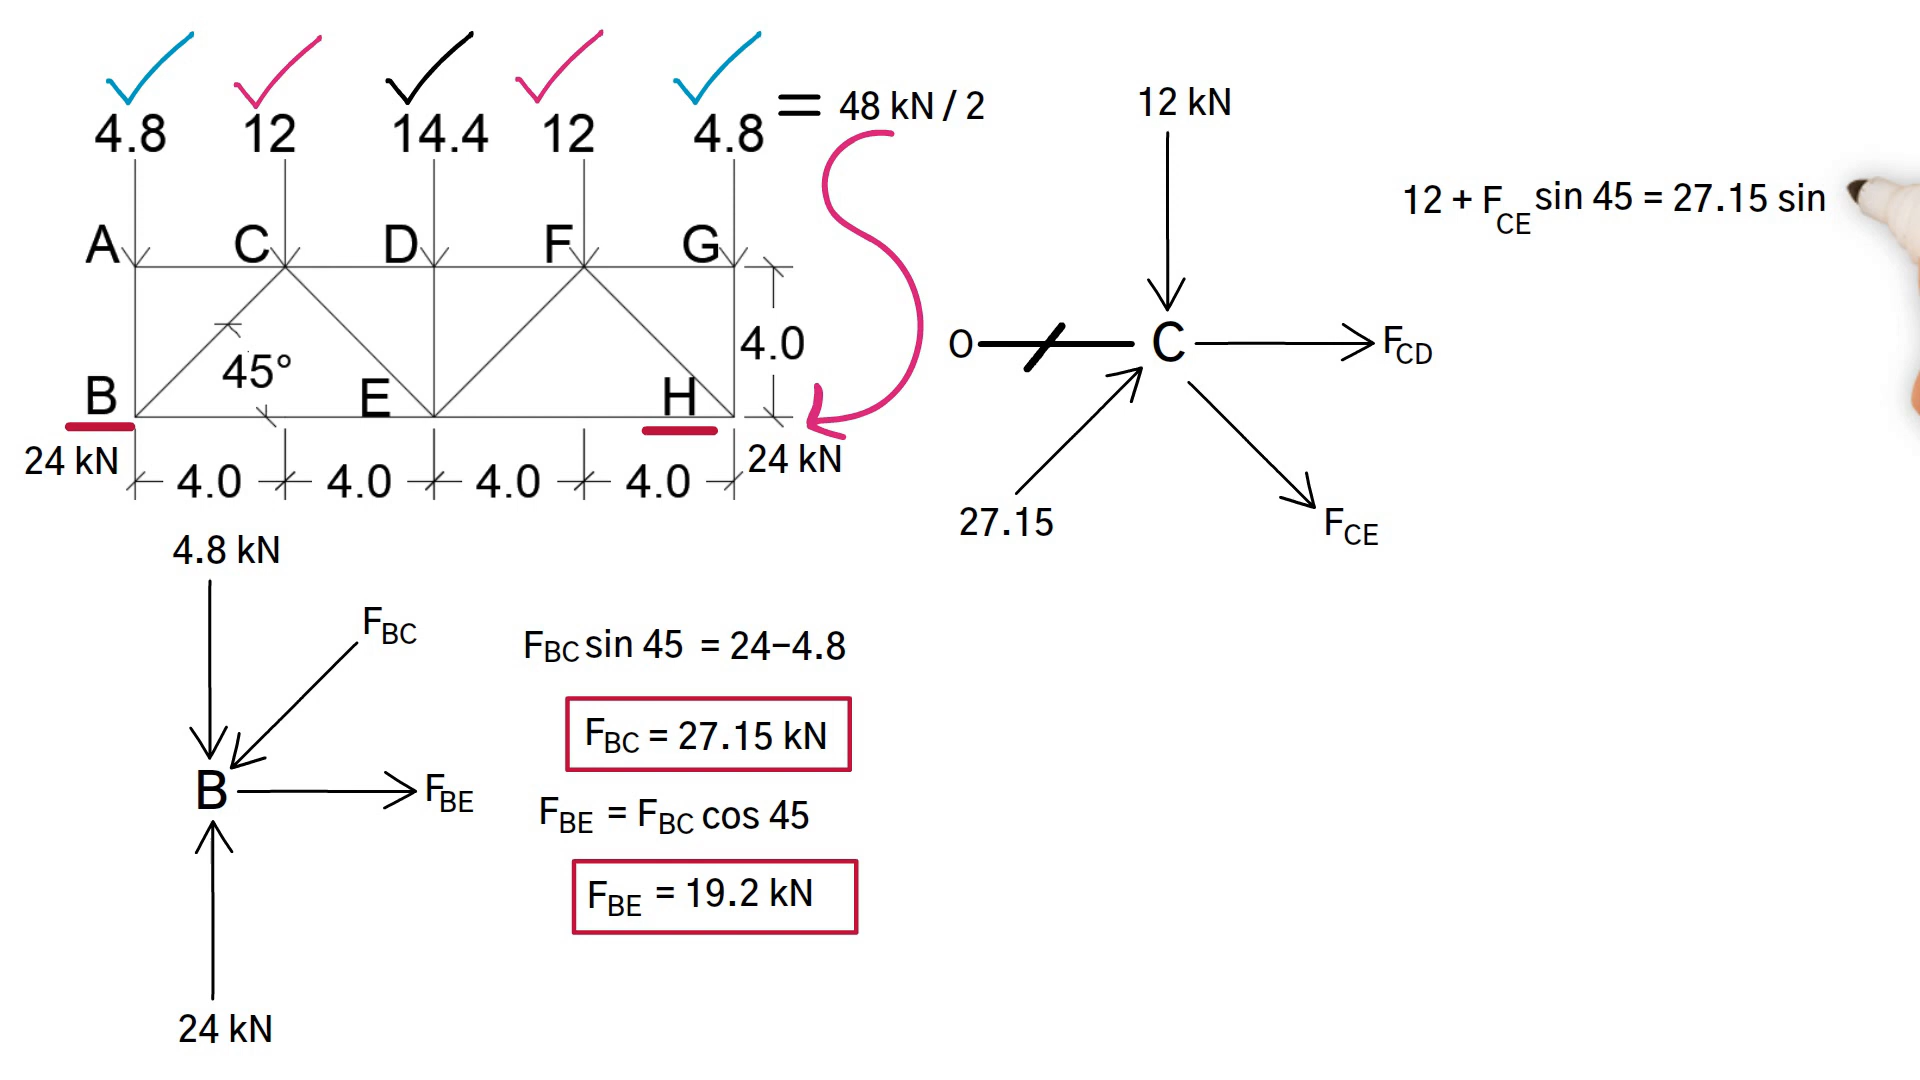 4.8 12 14.4 12 4.8 = 48 kN / 2
A C D F G
4.0
45°
B E H
24 kN 24 kN
4.0 4.0 4.0 4.0
12 kN
12 + FCE sin 45 = 27.15 sin
O C FCD
27.15 FCE
4.8 kN
FBC
B FBE
24 kN
FBC sin 45 = 24-4.8
FBC = 27.15 kN
FBE = FBC cos 45
FBE = 19.2 kN